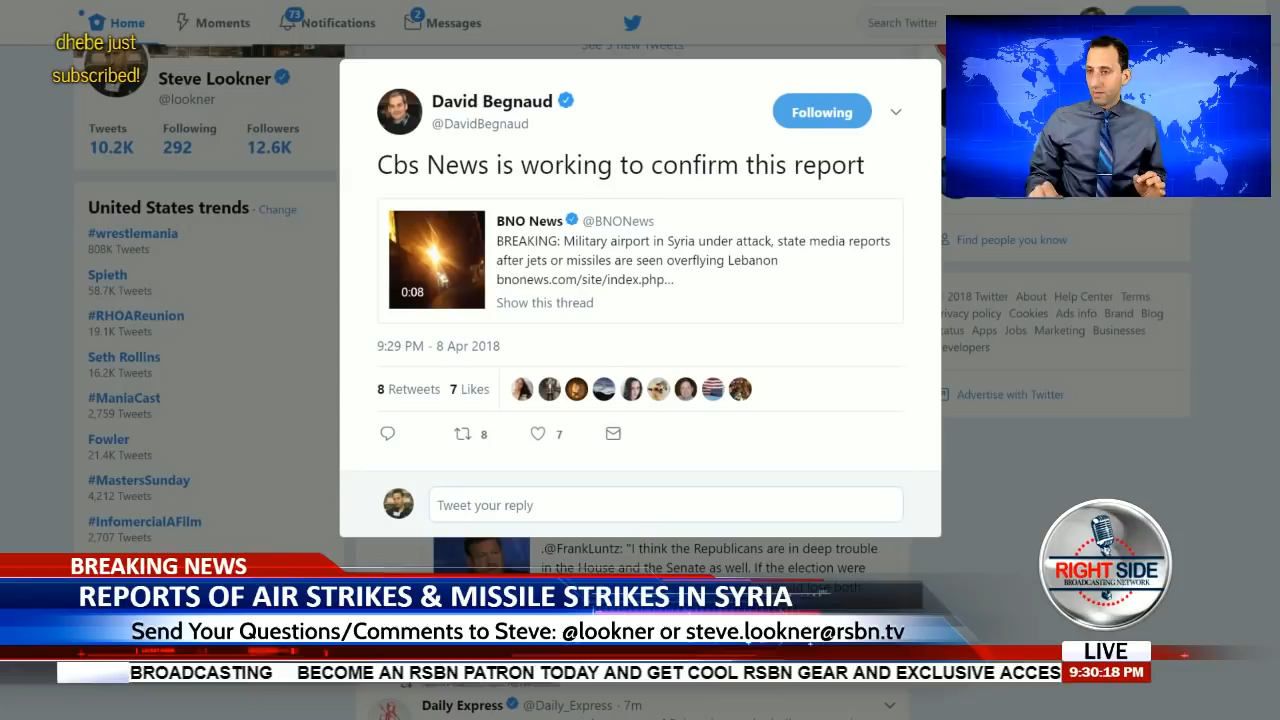 Home
Moments
73
Notifications
2
Messages
Search Twitter
dhebe just
subscribed!
See 5 new Tweets
Steve Lookner
@lookner
Tweets Following Followers
10.2K 292 12.6K
United States trends · Change
#wrestlemania
808K Tweets
Spieth
58.7K Tweets
#RHOAReunion
19.1K Tweets
Seth Rollins
16.2K Tweets
#ManiaCast
2,759 Tweets
Fowler
21.4K Tweets
#MastersSunday
4,212 Tweets
#InfomercialAFilm
2,707 Tweets
David Begnaud
@DavidBegnaud
Following
Cbs News is working to confirm this report
0:08
BNO News @BNONews
BREAKING: Military airport in Syria under attack, state media reports
after jets or missiles are seen overflying Lebanon
bnonews.com/site/index.php...
Show this thread
9:29 PM - 8 Apr 2018
8 Retweets 7 Likes
8 7
Tweet your reply
Find people you know
2018 Twitter About Help Center Terms
rivacy policy Cookies Ads info Brand Blog
tatus Apps Jobs Marketing Businesses
evelopers
Advertise with Twitter
.@FrankLuntz: "I think the Republicans are in deep trouble
in the House and the Senate as well. If the election were
both
BREAKING NEWS
REPORTS OF AIR STRIKES & MISSILE STRIKES IN SYRIA
Send Your Questions/Comments to Steve: @lookner or steve.lookner@rsbn.tv
RIGHT SIDE
BROADCASTING NETWORK
LIVE
9:30:18 PM
BROADCASTING BECOME AN RSBN PATRON TODAY AND GET COOL RSBN GEAR AND EXCLUSIVE ACCES
Daily Express @Daily_Express · 7m